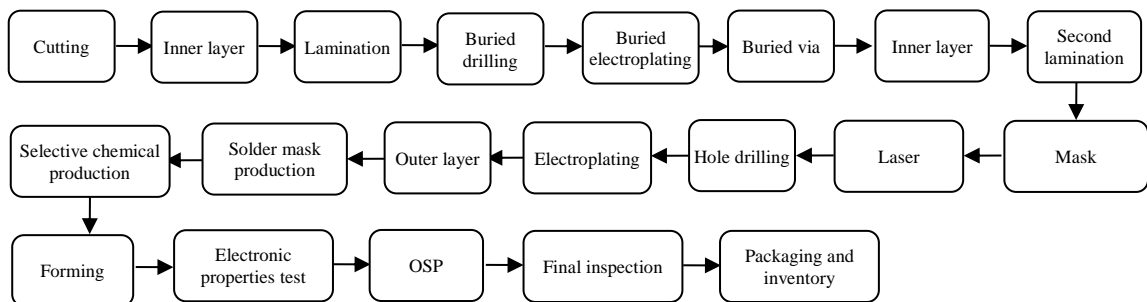 Cutting
Inner layer
Lamination
Buried
drilling
Buried
electroplating
Buried via
Inner layer
Second
lamination
Mask
Laser
Hole drilling
Electroplating
Outer layer
Solder mask
production
Selective chemical
production
Forming
Electronic
properties test
OSP
Final inspection
Packaging and
inventory